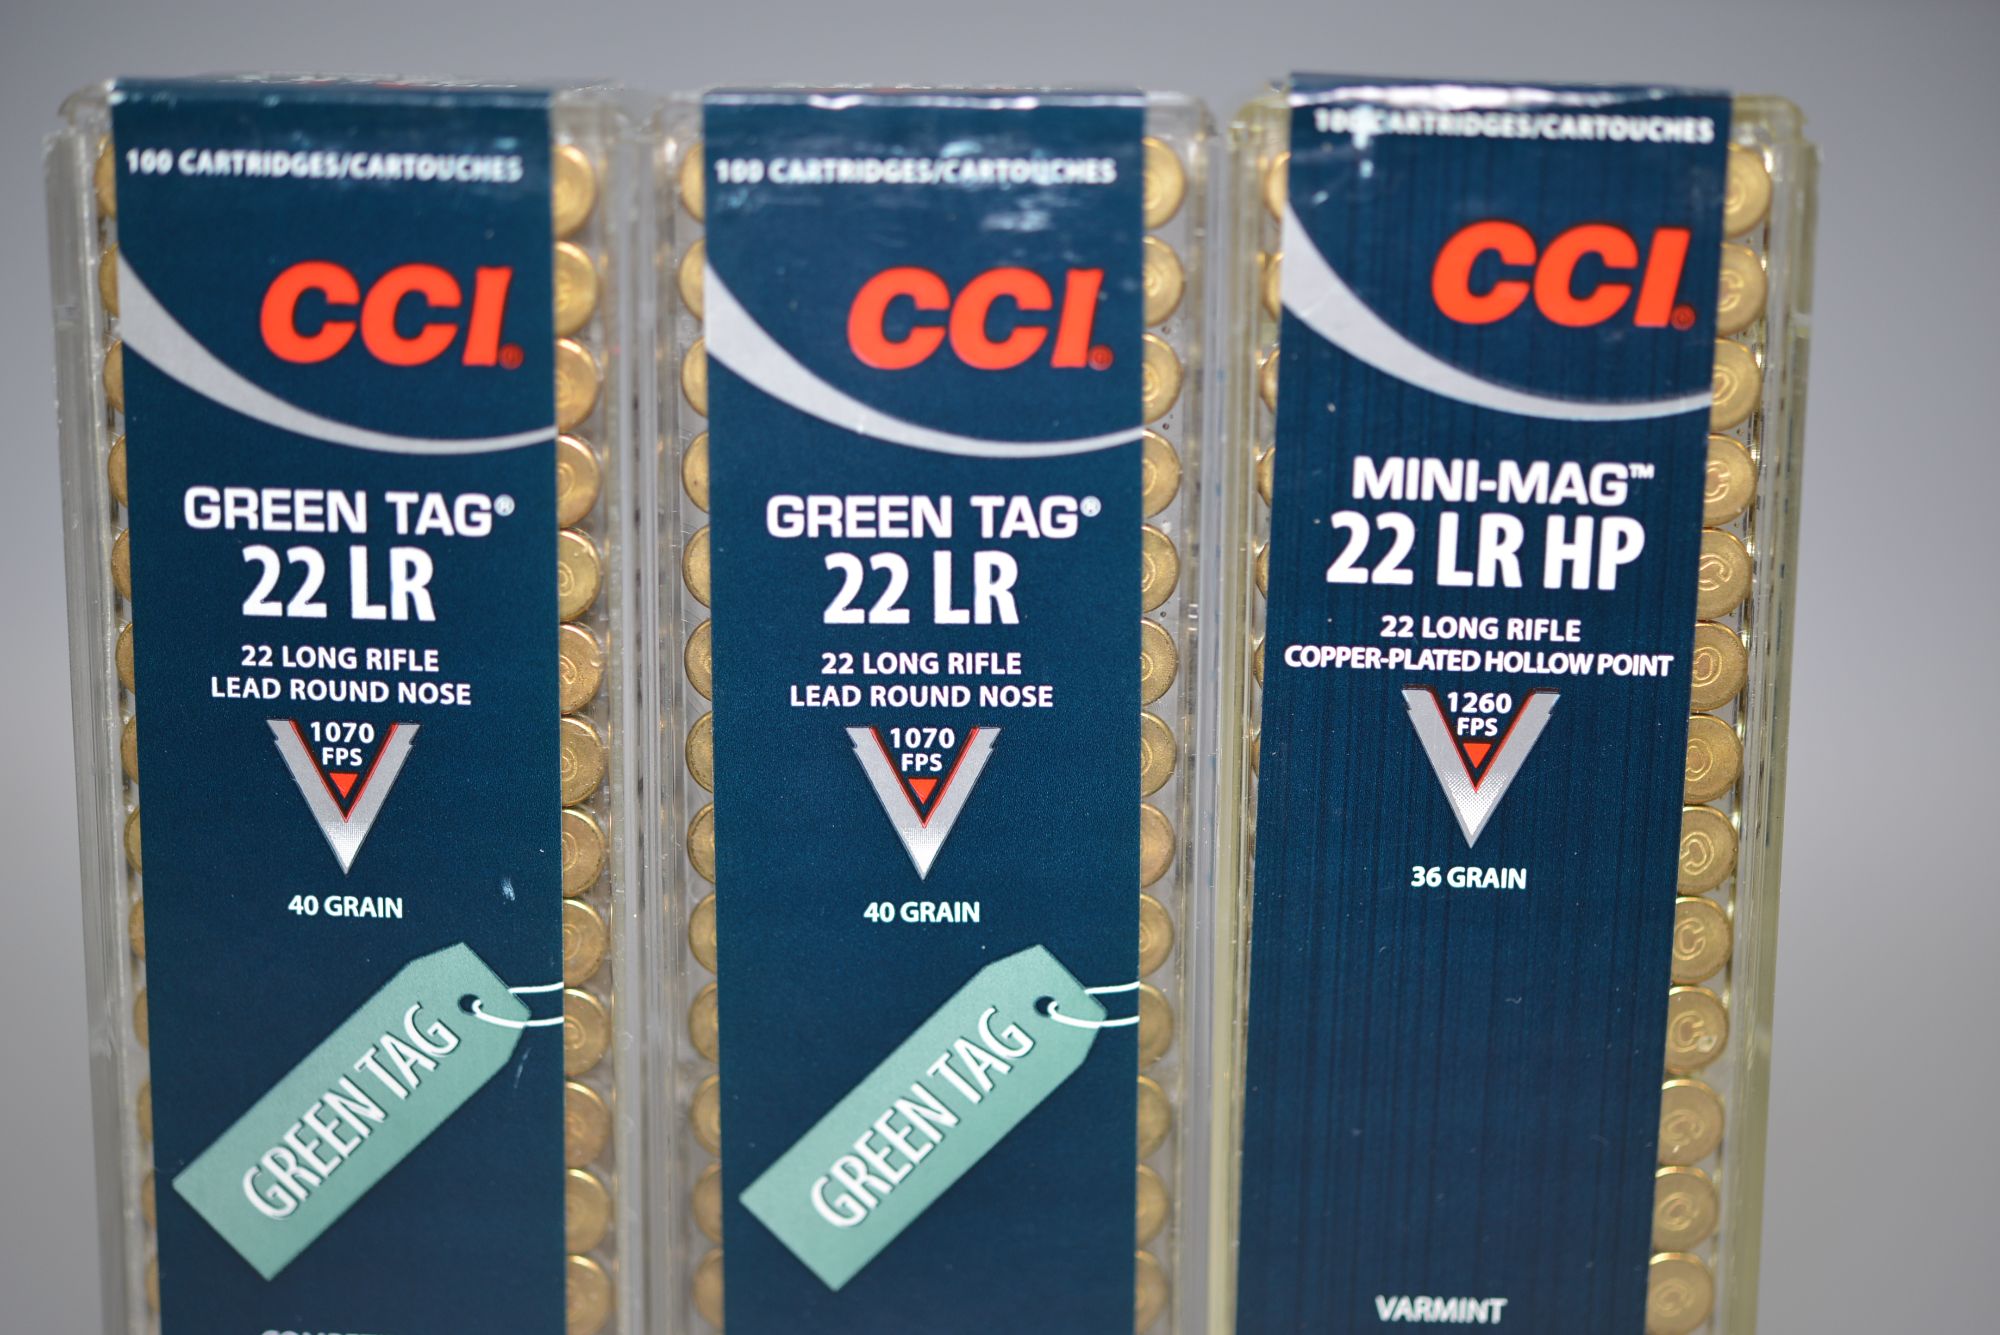 100 CARTRIDGES/CARTOUCHES
CCI®
GREEN TAG®
22 LR
22 LONG RIFLE
LEAD ROUND NOSE
1070
FPS
40 GRAIN
GREEN TAG
100 CARTRIDGES/CARTOUCHES
CCI®
GREEN TAG®
22 LR
22 LONG RIFLE
LEAD ROUND NOSE
1070
FPS
40 GRAIN
GREEN TAG
100 CARTRIDGES/CARTOUCHES
CCI®
MINI-MAG™
22 LR HP
22 LONG RIFLE
COPPER-PLATED HOLLOW POINT
1260
FPS
36 GRAIN
VARMINT